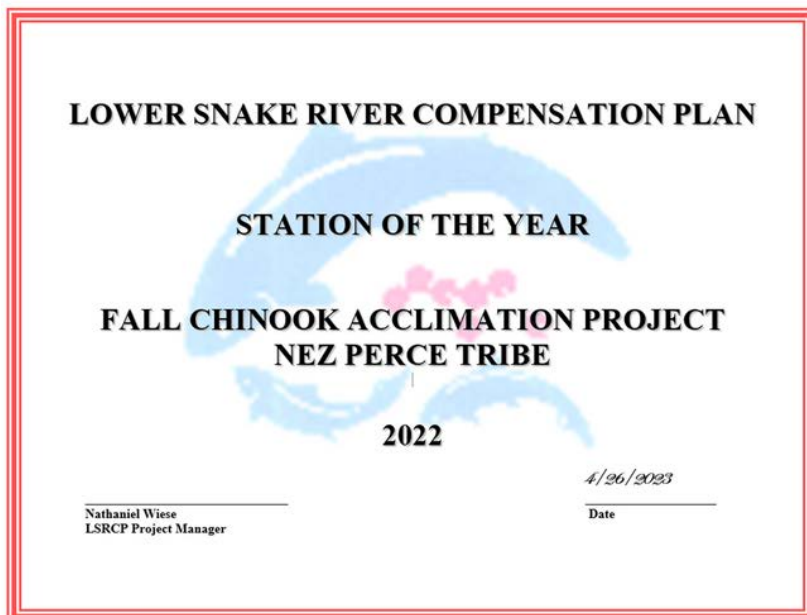 LOWER SNAKE RIVER COMPENSATION PLAN
STATION OF THE YEAR
FALL CHINOOK ACCLIMATION PROJECT
NEZ PERCE TRIBE
2022
4/26/2023
Nathaniel Wiese
LSRCP Project Manager
Date